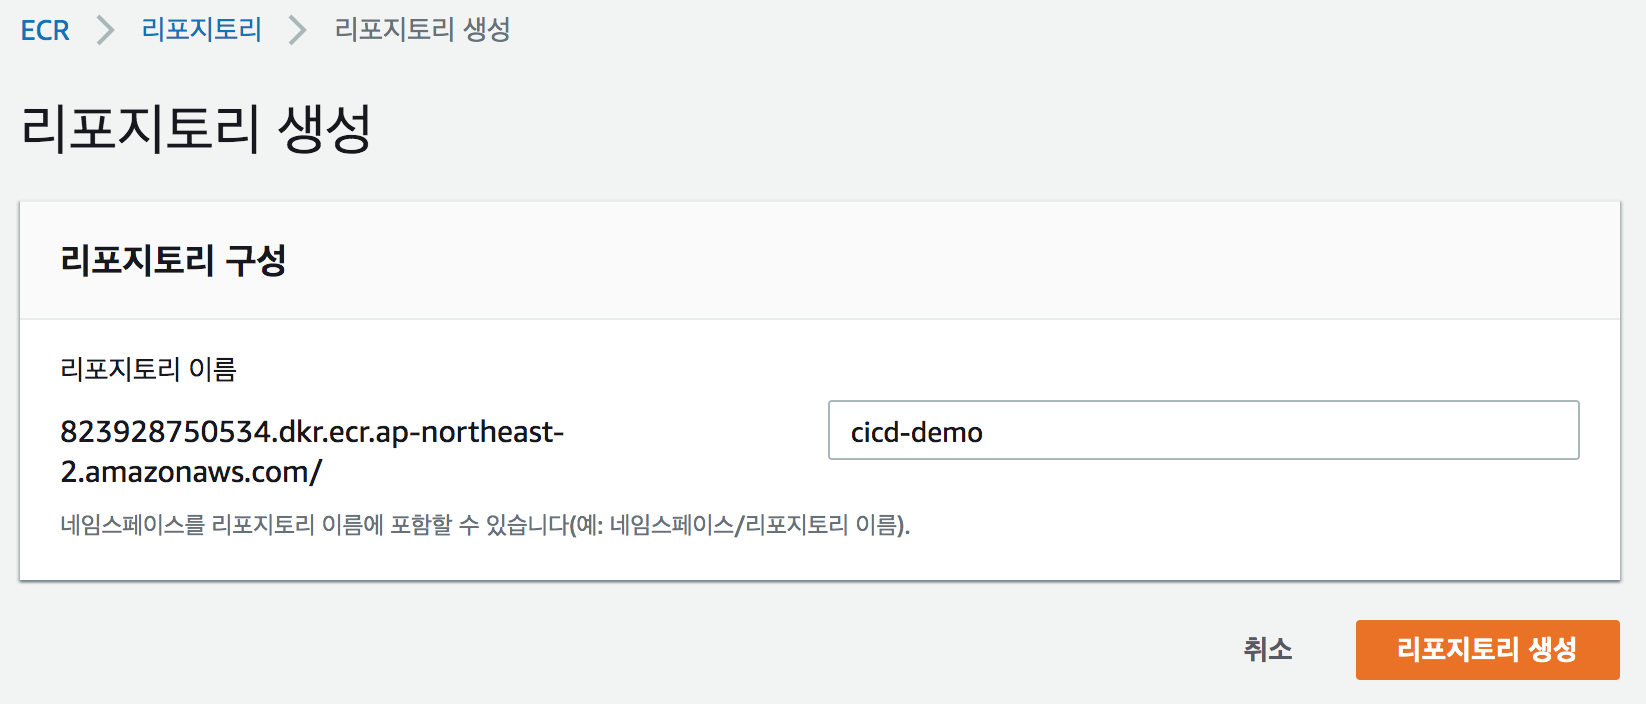 ECR 리포지토리 리포지토리 생성
리포지토리 생성
리포지토리 구성
리포지토리 이름
823928750534.dkr.ecr.ap-northeast-
2.amazonaws.com/
cicd-demo
네임스페이스를 리포지토리 이름에 포함할 수 있습니다(예: 네임스페이스/리포지토리 이름).
취소 리포지토리 생성